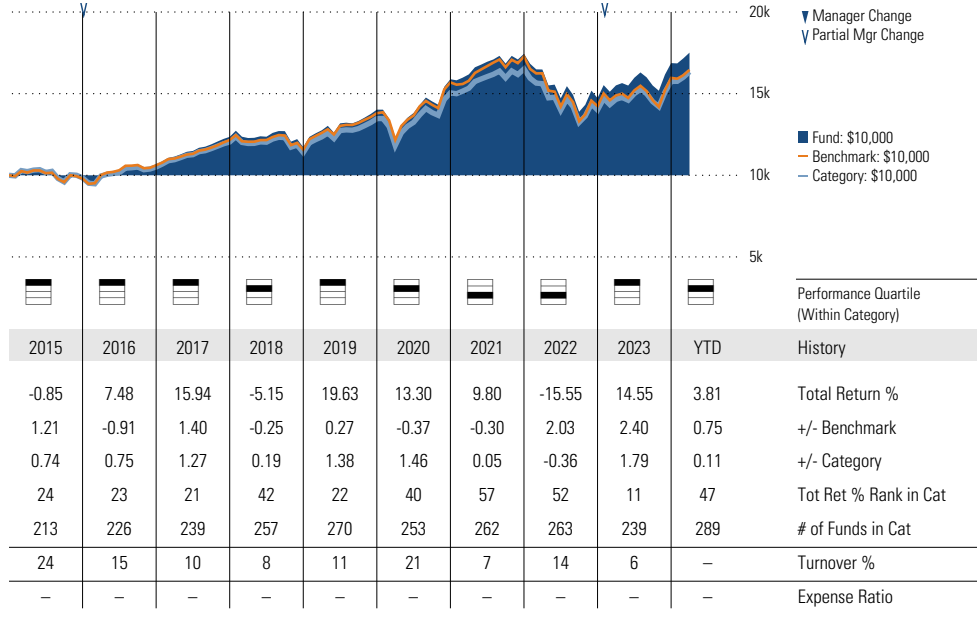 20k
▼ Manager Change
Partial Mgr Change
15k
Fund: $10,000
Benchmark: $10,000
Category: $10,000
10k
5k
Performance Quartile
(Within Category)
2015 2016 2017 2018 2019 2020 2021 2022 2023 YTD History
-0.85 7.48 15.94 -5.15 19.63 13.30 9.80 -15.55 14.55 3.81 Total Return %
1.21 -0.91 1.40 -0.25 0.27 -0.37 -0.30 2.03 2.40 0.75 +/- Benchmark
0.74 0.75 1.27 0.19 1.38 1.46 0.05 -0.36 1.79 0.11 +/- Category
24 23 21 42 22 40 57 52 11 47 Tot Ret % Rank in Cat
213 226 239 257 270 253 262 263 239 289 # of Funds in Cat
24 15 10 8 11 21 7 14 6 – Turnover %
– – – – – – – – – – Expense Ratio